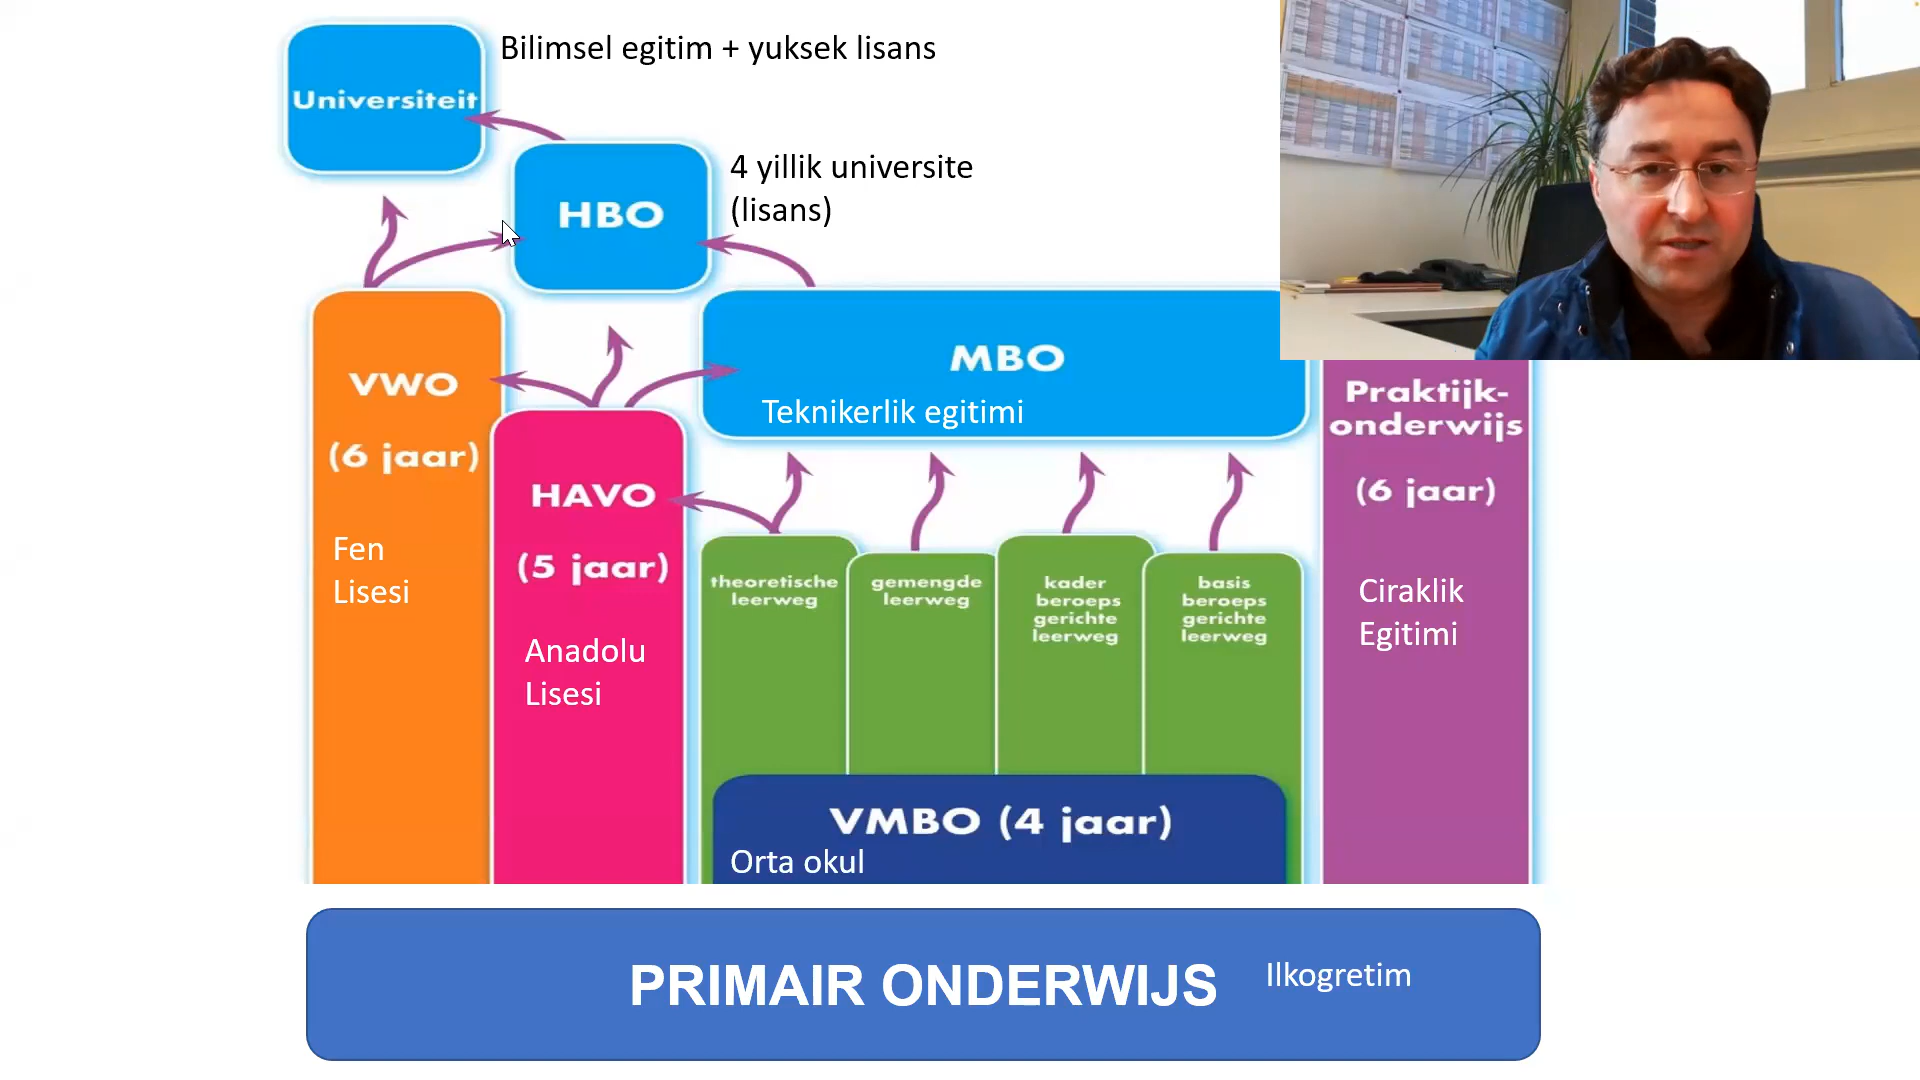 Universiteit
Bilimsel egitim + yuksek lisans
HBO
4 yillik universite
(lisans)
VWO
(6 jaar)
Fen
Lisesi
HAVO
(5 jaar)
Anadolu
Lisesi
MBO
Teknikerlik egitimi
theoretische
leerweg
gemengde
leerweg
kader
beroeps
gerichte
leerweg
basis
beroeps
gerichte
leerweg
VMBO (4 jaar)
Orta okul
Praktijk-
onderwijs
(6 jaar)
Ciraklik
Egitimi
PRIMAIR ONDERWIJS
Ilkogretim